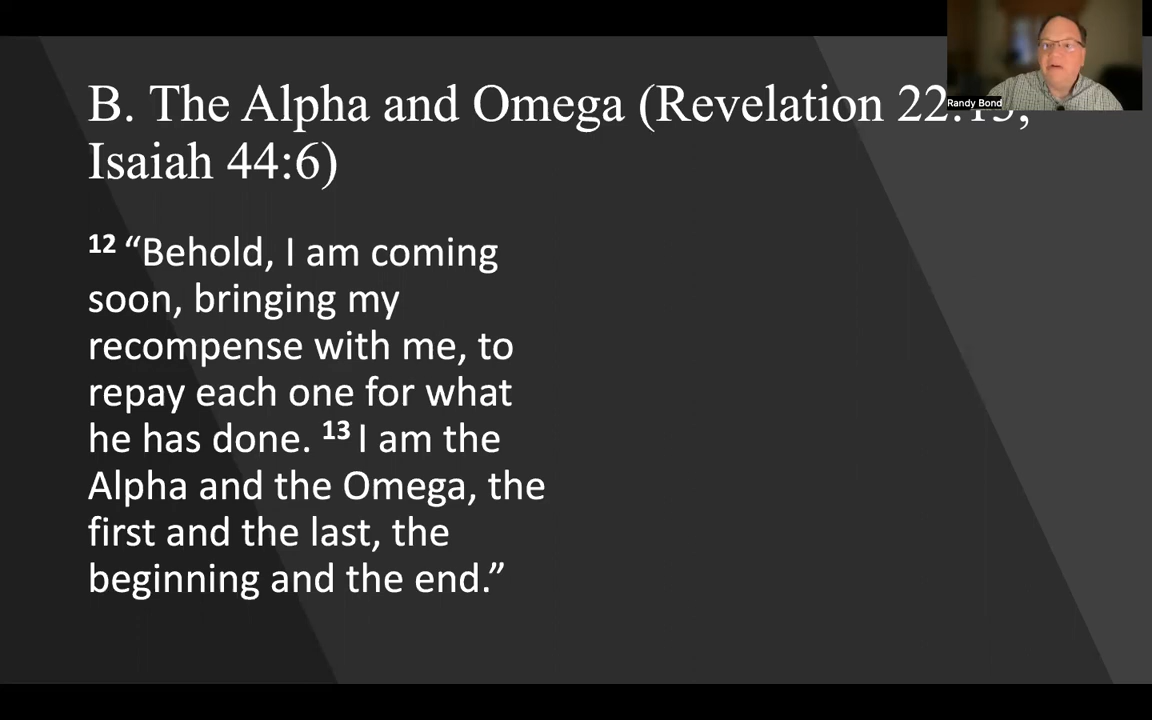 B. The Alpha and Omega (Revelation 22:13,
Isaiah 44:6)
Randy Bond
12 “Behold, I am coming
soon, bringing my
recompense with me, to
repay each one for what
he has done. 13 I am the
Alpha and the Omega, the
first and the last, the
beginning and the end.”